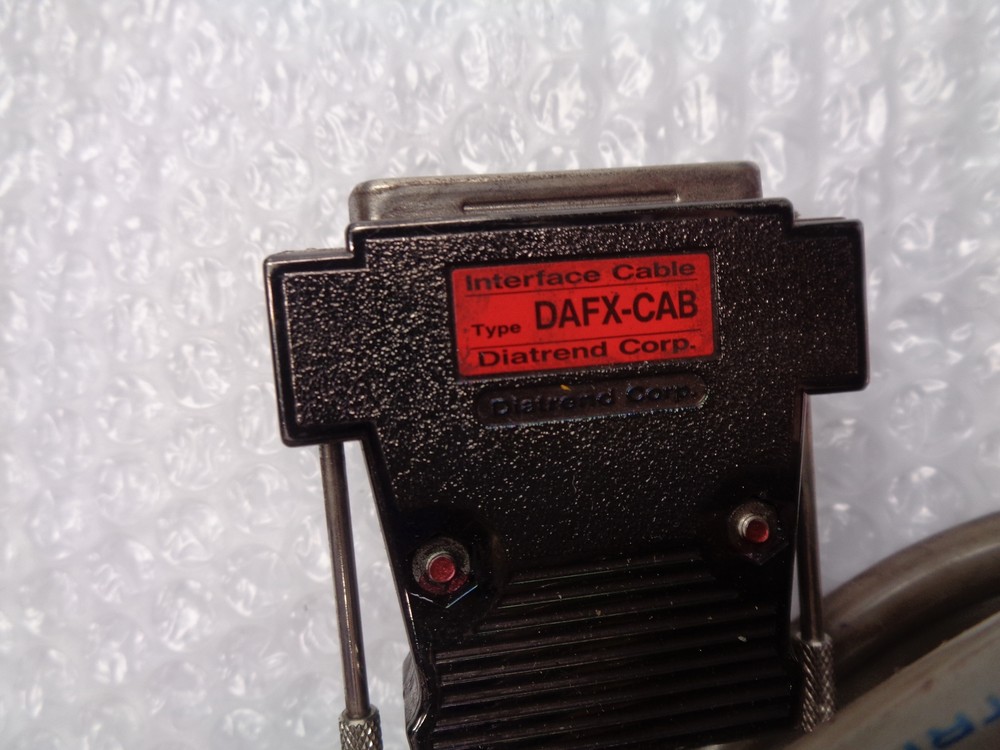 Interface Cable
Type DAFX-CAB
Diatrend Corp.
Diatrend Corp.